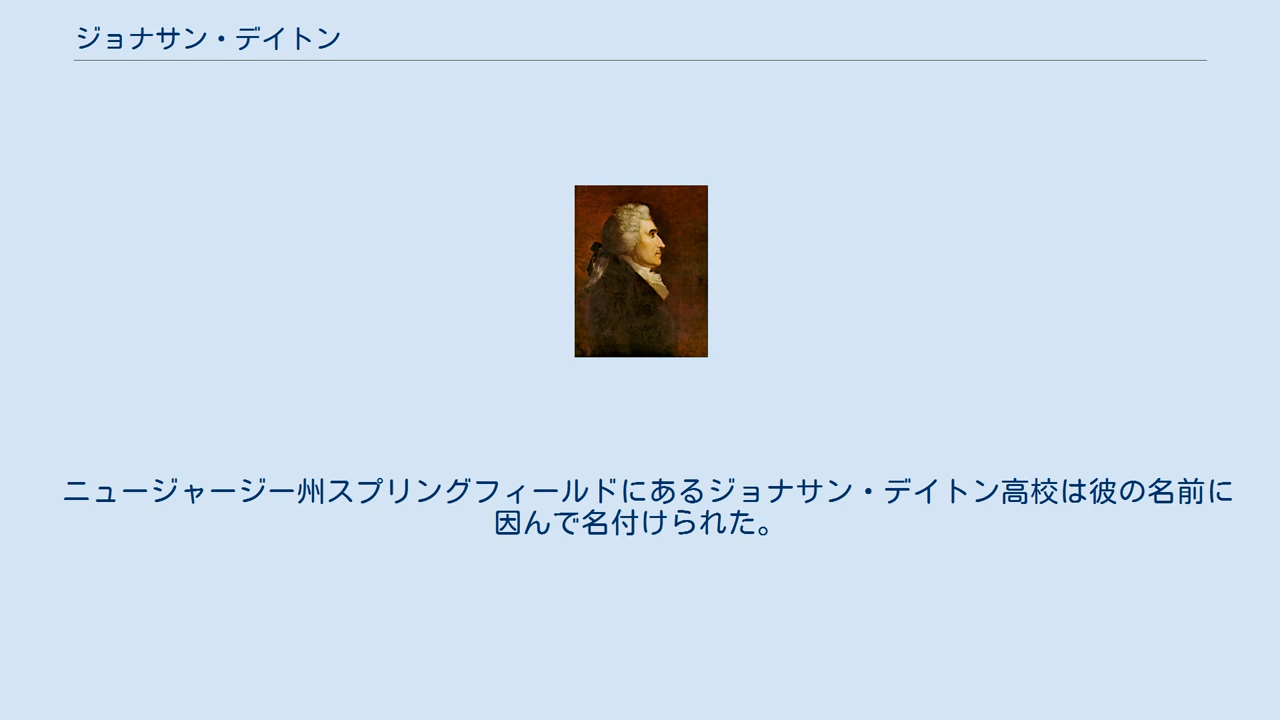 ジョナサン・デイトン
ニュージャージー州スプリングフィールドにあるジョナサン・デイトン高校は彼の名前に
因んで名付けられた。